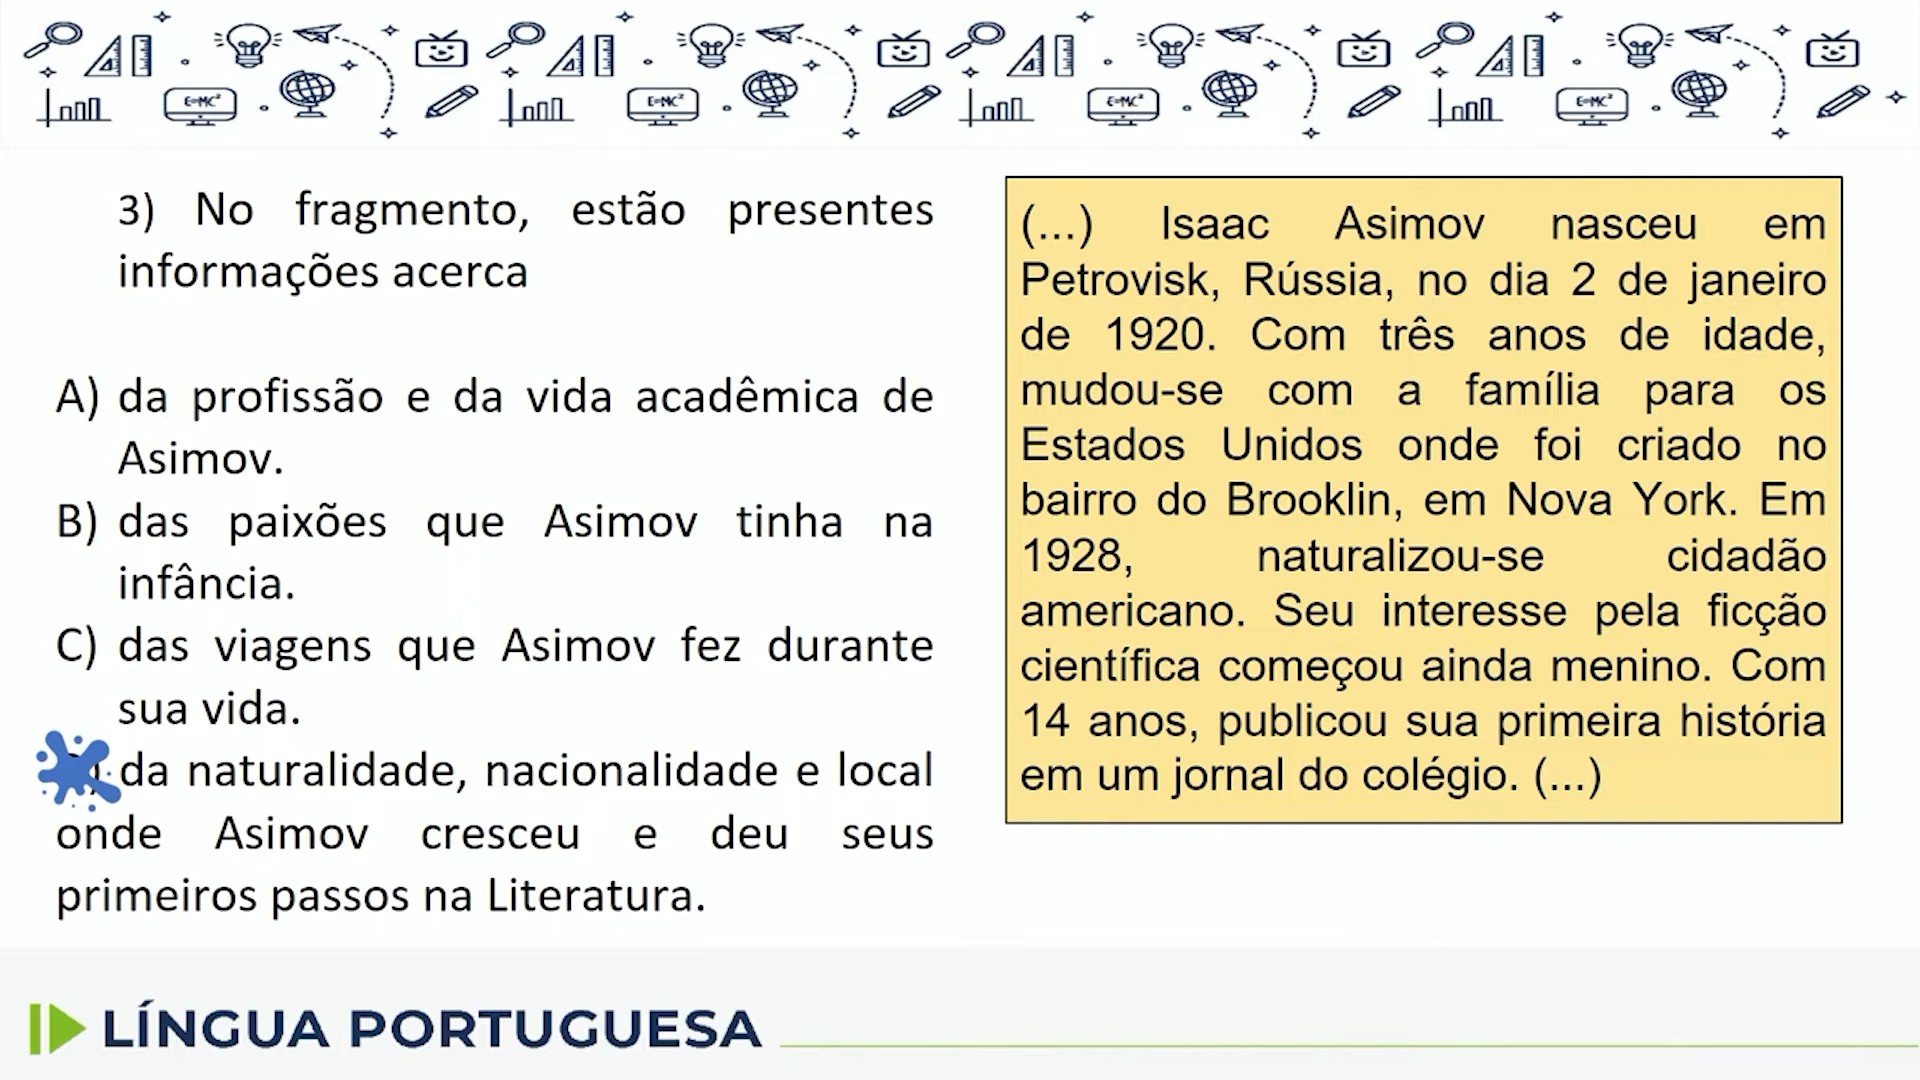 E=MC²
E=MC²
E=MC²
E=MC²
3) No fragmento, estão presentes
informações acerca
A) da profissão e da vida acadêmica de
Asimov.
B) das paixões que Asimov tinha na
infância.
C) das viagens que Asimov fez durante
sua vida.
da naturalidade, nacionalidade e local
onde Asimov cresceu e deu seus
primeiros passos na Literatura.
(...) Isaac Asimov nasceu em
Petrovisk, Rússia, no dia 2 de janeiro
de 1920. Com três anos de idade,
mudou-se com a família para os
Estados Unidos onde foi criado no
bairro do Brooklin, em Nova York. Em
1928, naturalizou-se cidadão
americano. Seu interesse pela ficção
científica começou ainda menino. Com
14 anos, publicou sua primeira história
em um jornal do colégio. (...)
LÍNGUA PORTUGUESA